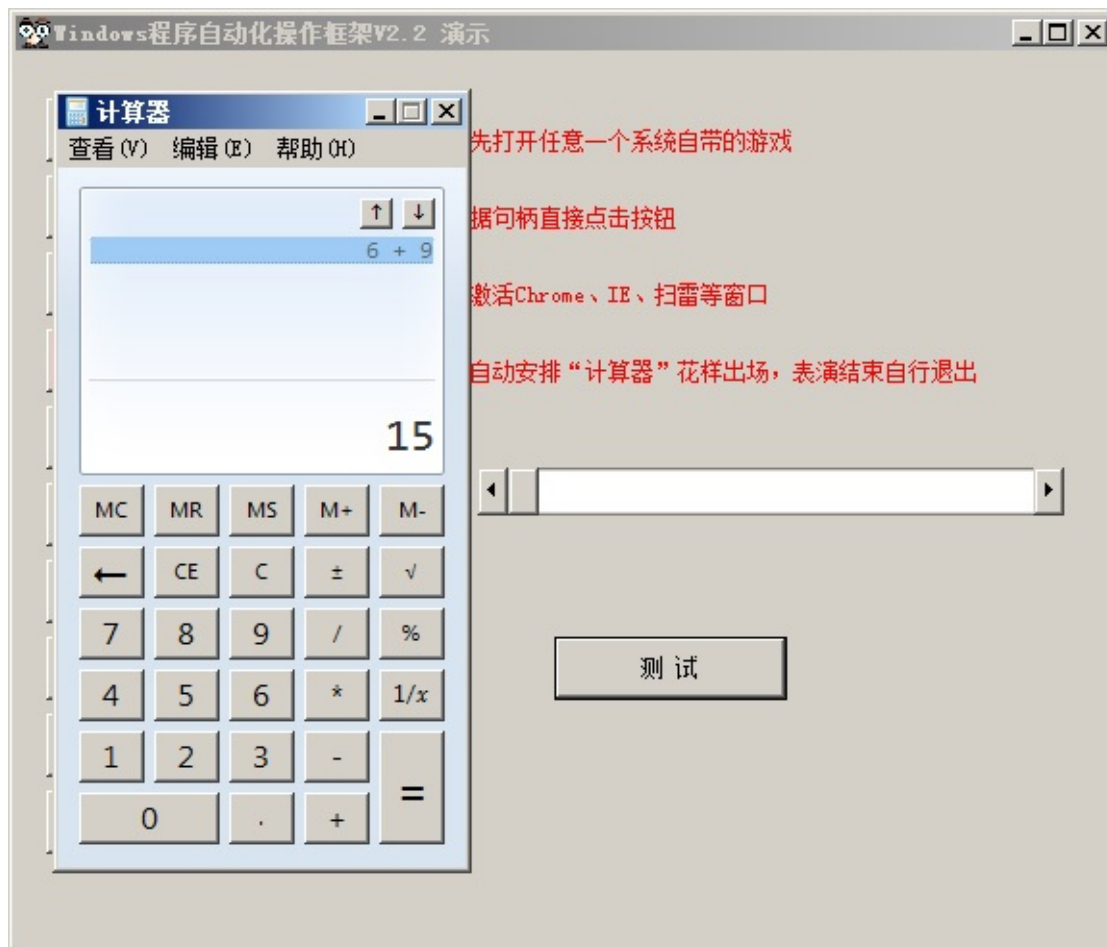 Windows程序自动化操作框架V2.2 演示
计算器
查看(V) 编辑(E) 帮助(H)
先打开任意一个系统自带的游戏
↑ ↓
据句柄直接点击按钮
6 + 9
激活Chrome、IE、扫雷等窗口
自动安排“计算器”花样出场，表演结束自行退出
15
MC MR MS M+ M-
← CE C ± √
7 8 9 / %
测 试
4 5 6 * 1/x
1 2 3 -
=
0 . +